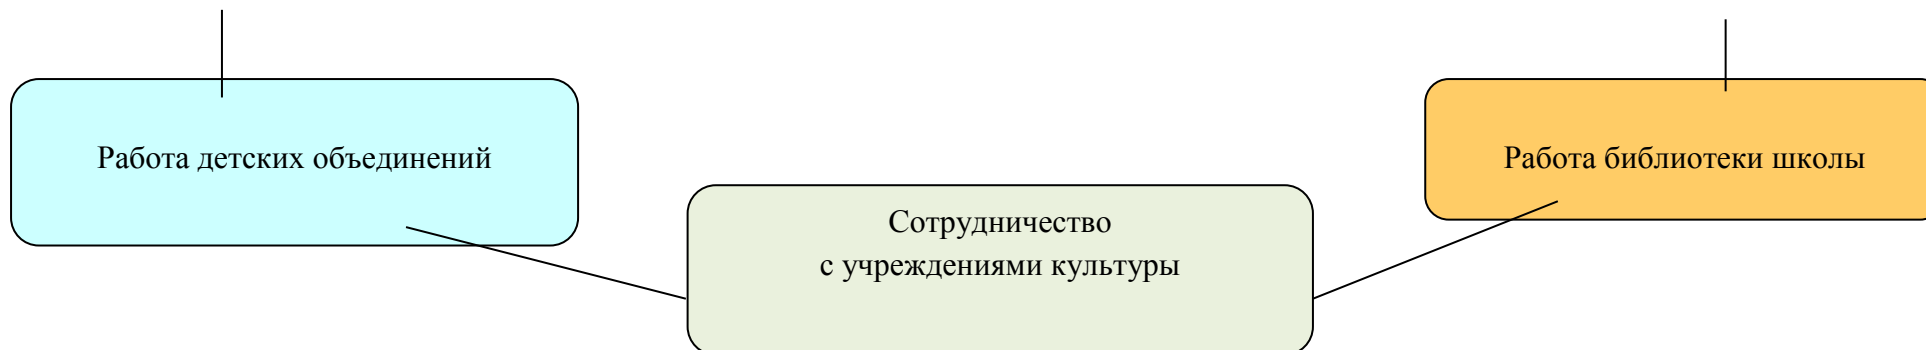 Работа детских объединений
Работа библиотеки школы
Сотрудничество
с учреждениями культуры